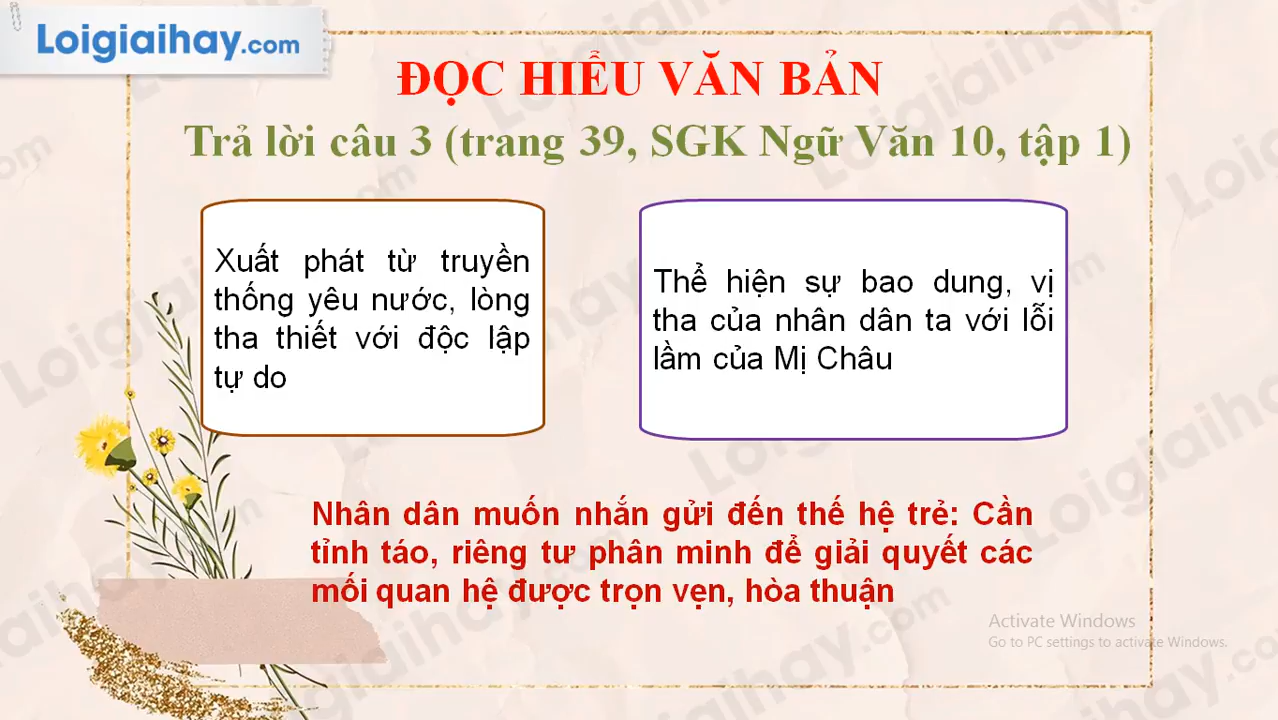 Loigiaihay.com
ĐỌC HIỂU VĂN BẢN
Trả lời câu 3 (trang 39, SGK Ngữ Văn 10, tập 1)
Xuất phát từ truyền
thống yêu nước, lòng
tha thiết với độc lập
tự do
Thể hiện sự bao dung, vị
tha của nhân dân ta với lỗi
lầm của Mị Châu
Nhân dân muốn nhắn gửi đến thế hệ trẻ: Cần
tỉnh táo, riêng tư phân minh để giải quyết các
mối quan hệ được trọn vẹn, hòa thuận
Activate Windows
Go to PC settings to activate Windows.